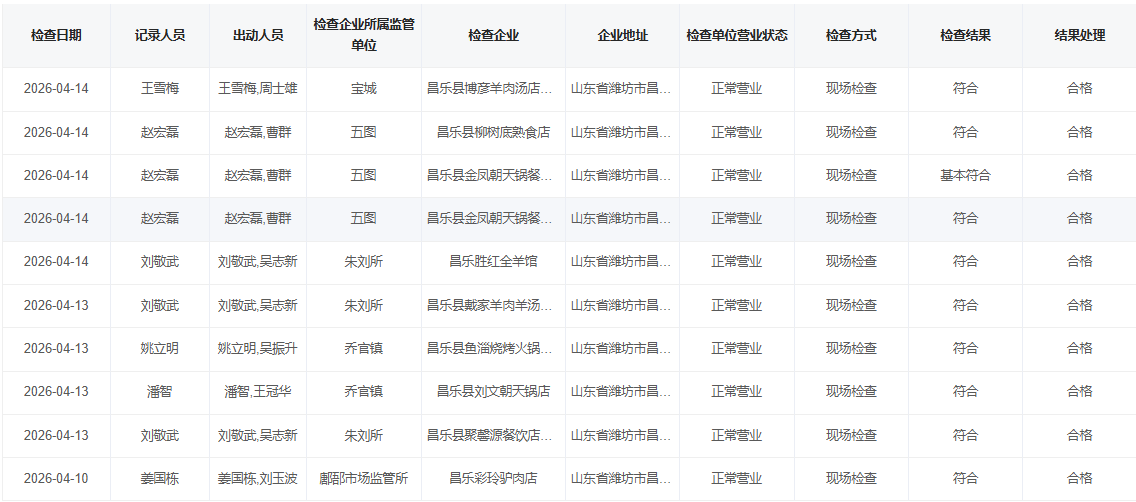 检查日期 记录人员 出动人员 检查企业所属监管单位 检查企业 企业地址 检查单位营业状态 检查方式 检查结果 结果处理
2026-04-14 王雪梅 王雪梅,周士雄 宝城 昌乐县博彦羊肉汤店... 山东省潍坊市昌... 正常营业 现场检查 符合 合格
2026-04-14 赵宏磊 赵宏磊,曹群 五图 昌乐县柳树底熟食店 山东省潍坊市昌... 正常营业 现场检查 符合 合格
2026-04-14 赵宏磊 赵宏磊,曹群 五图 昌乐县金凤朝天锅餐... 山东省潍坊市昌... 正常营业 现场检查 基本符合 合格
2026-04-14 赵宏磊 赵宏磊,曹群 五图 昌乐县金凤朝天锅餐... 山东省潍坊市昌... 正常营业 现场检查 符合 合格
2026-04-14 刘敬武 刘敬武,吴志新 朱刘所 昌乐胜红全羊馆 山东省潍坊市昌... 正常营业 现场检查 符合 合格
2026-04-13 刘敬武 刘敬武,吴志新 朱刘所 昌乐县戴家羊肉羊汤... 山东省潍坊市昌... 正常营业 现场检查 符合 合格
2026-04-13 姚立明 姚立明,吴振升 乔官镇 昌乐县鱼淄烧烤火锅... 山东省潍坊市昌... 正常营业 现场检查 符合 合格
2026-04-13 潘智 潘智,王冠华 乔官镇 昌乐县刘文朝天锅店 山东省潍坊市昌... 正常营业 现场检查 符合 合格
2026-04-13 刘敬武 刘敬武,吴志新 朱刘所 昌乐县聚馨源餐饮店... 山东省潍坊市昌... 正常营业 现场检查 符合 合格
2026-04-10 姜国栋 姜国栋,刘玉波 鄌郚市场监管所 昌乐彩玲驴肉店 山东省潍坊市昌... 正常营业 现场检查 符合 合格